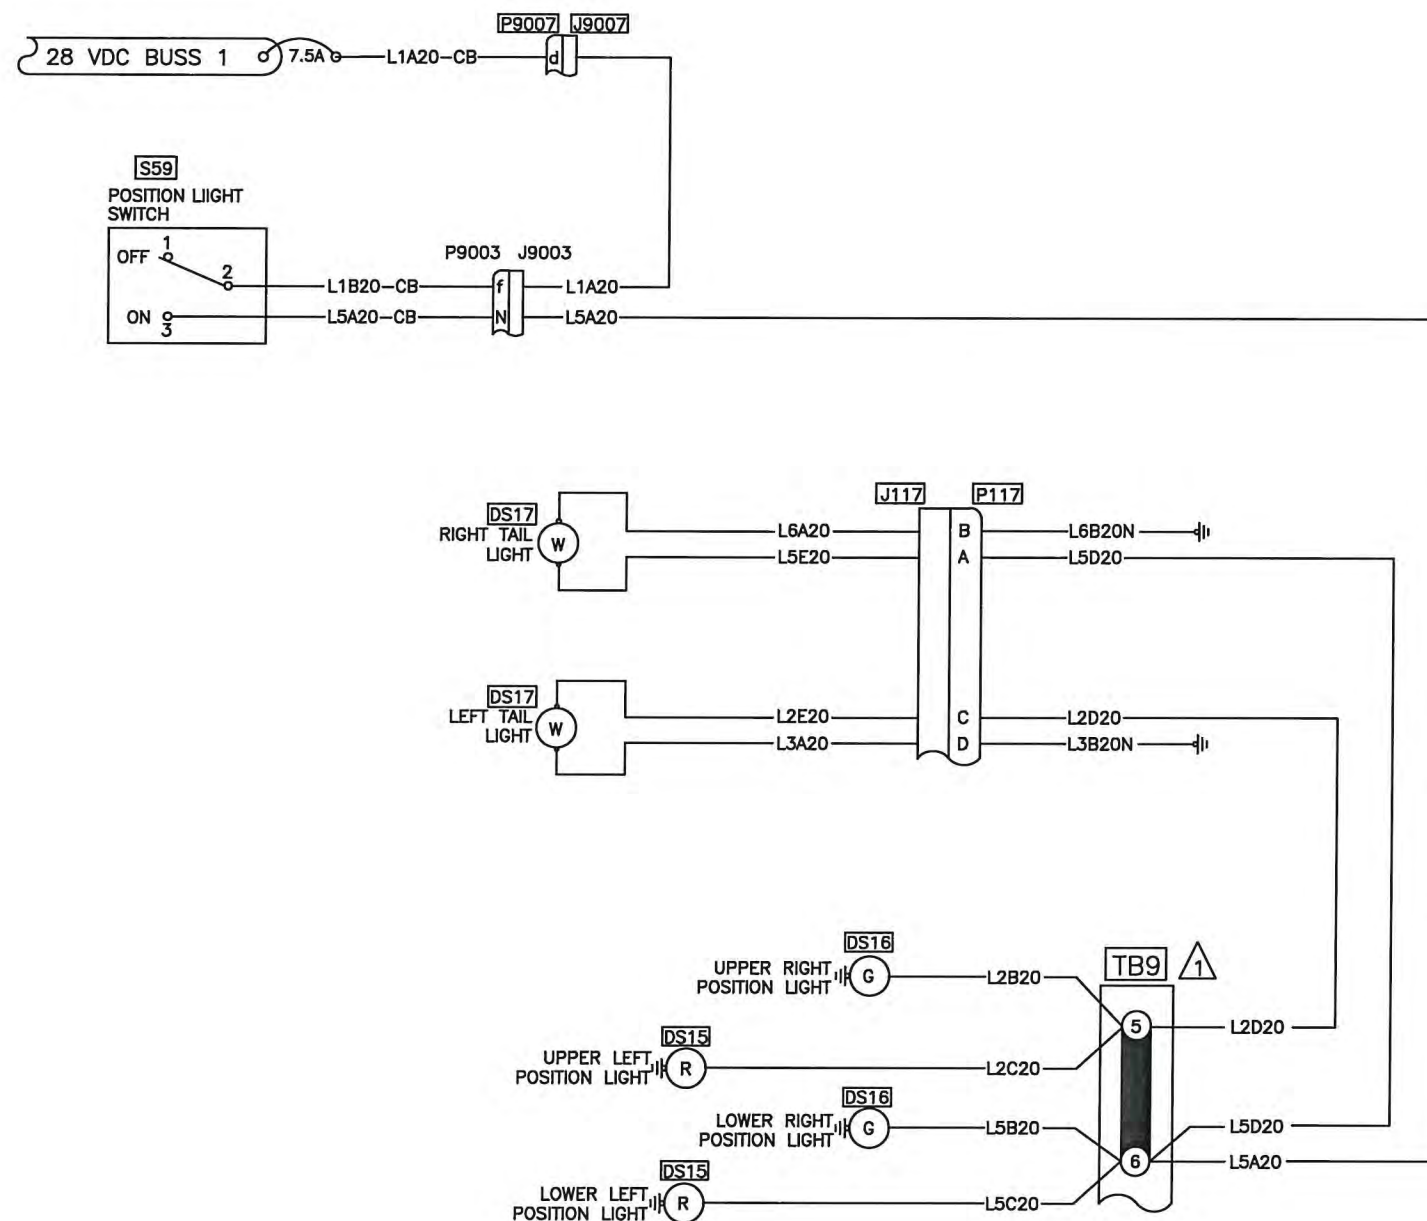 P9007 J9007
28 VDC BUSS 1 7.5A L1A20-CB d
S59
POSITION LIIGHT
SWITCH
OFF 1
2
ON 3
P9003 J9003
L1B20-CB f L1A20
L5A20-CB N L5A20
J117 P117
DS17
RIGHT TAIL
LIGHT
W
L6A20 B L6B20N
L5E20 A L5D20
DS17
LEFT TAIL
LIGHT
W
L2E20 C L2D20
L3A20 D L3B20N
DS16
UPPER RIGHT
POSITION LIGHT
G
L2B20
TB9 1
5 L2D20
DS15
UPPER LEFT
POSITION LIGHT
R
L2C20
DS16
LOWER RIGHT
POSITION LIGHT
G
L5B20
L5D20
6 L5A20
DS15
LOWER LEFT
POSITION LIGHT
R
L5C20